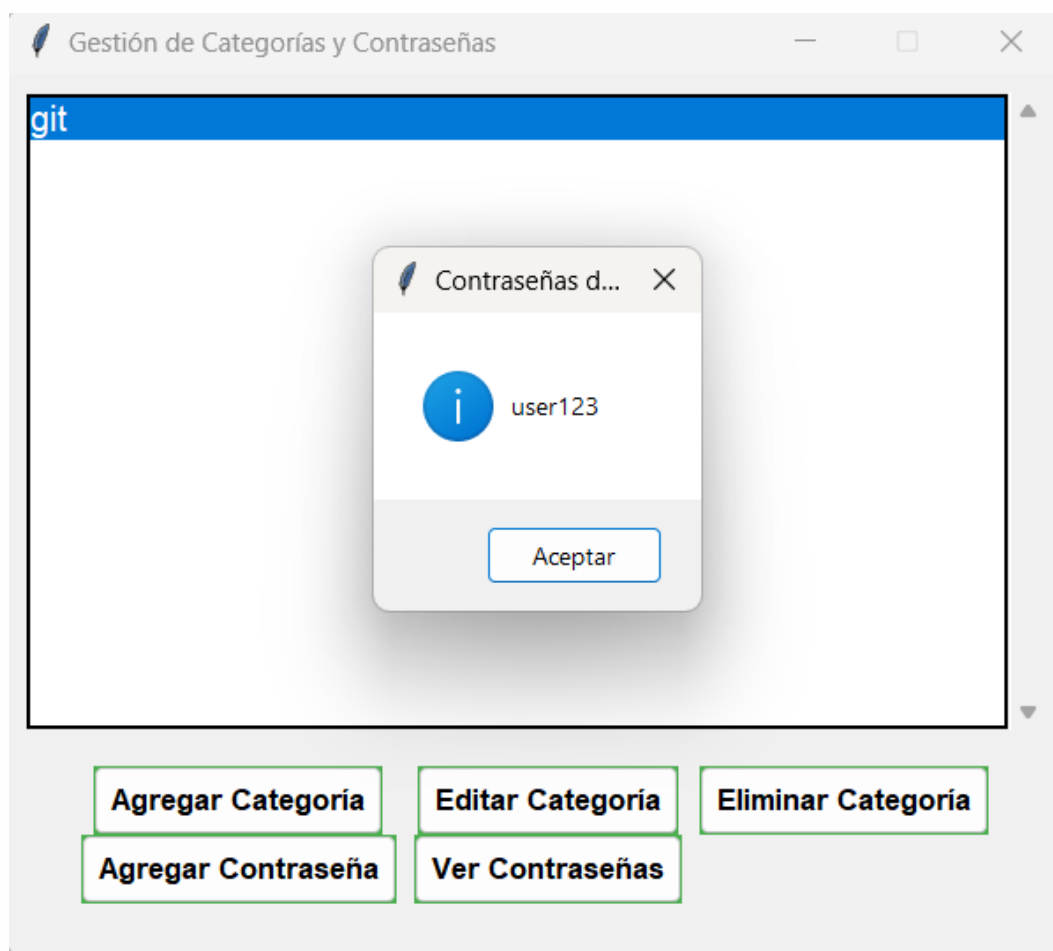 Gestión de Categorías y Contraseñas
git
Contraseñas d...
user123
Aceptar
Agregar Categoría Editar Categoría Eliminar Categoría
Agregar Contraseña Ver Contraseñas